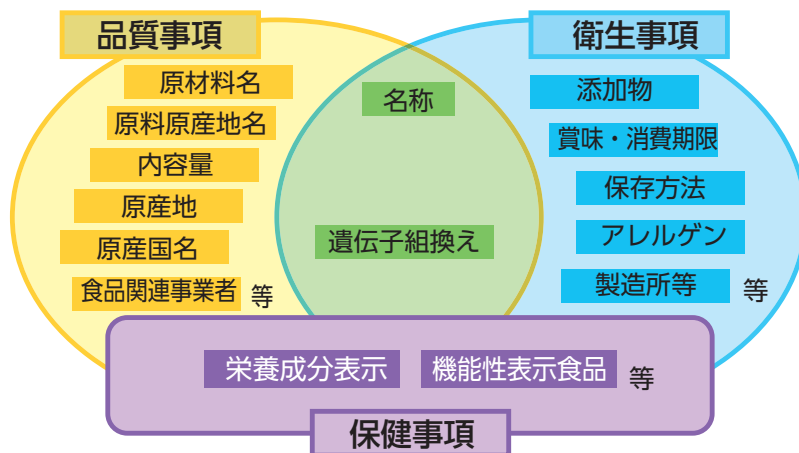 品質事項
原材料名
原料原産地名
内容量
原産地
原産国名
食品関連事業者 等
名称
遺伝子組換え
衛生事項
添加物
賞味・消費期限
保存方法
アレルゲン
製造所等 等
栄養成分表示 機能性表示食品 等
保健事項